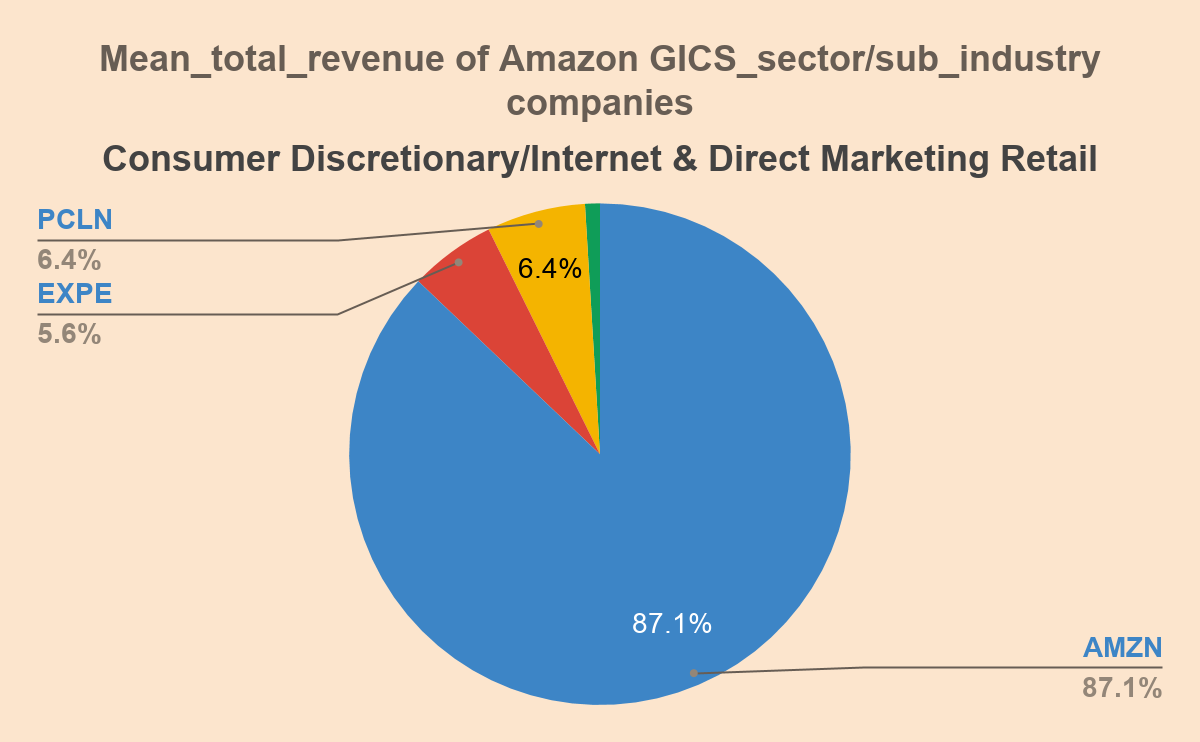 Mean_total_revenue of Amazon GICS_sector/sub_industry
companies
Consumer Discretionary/Internet & Direct Marketing Retail
PCLN
6.4%
EXPE
5.6%
6.4%
87.1%
AMZN
87.1%